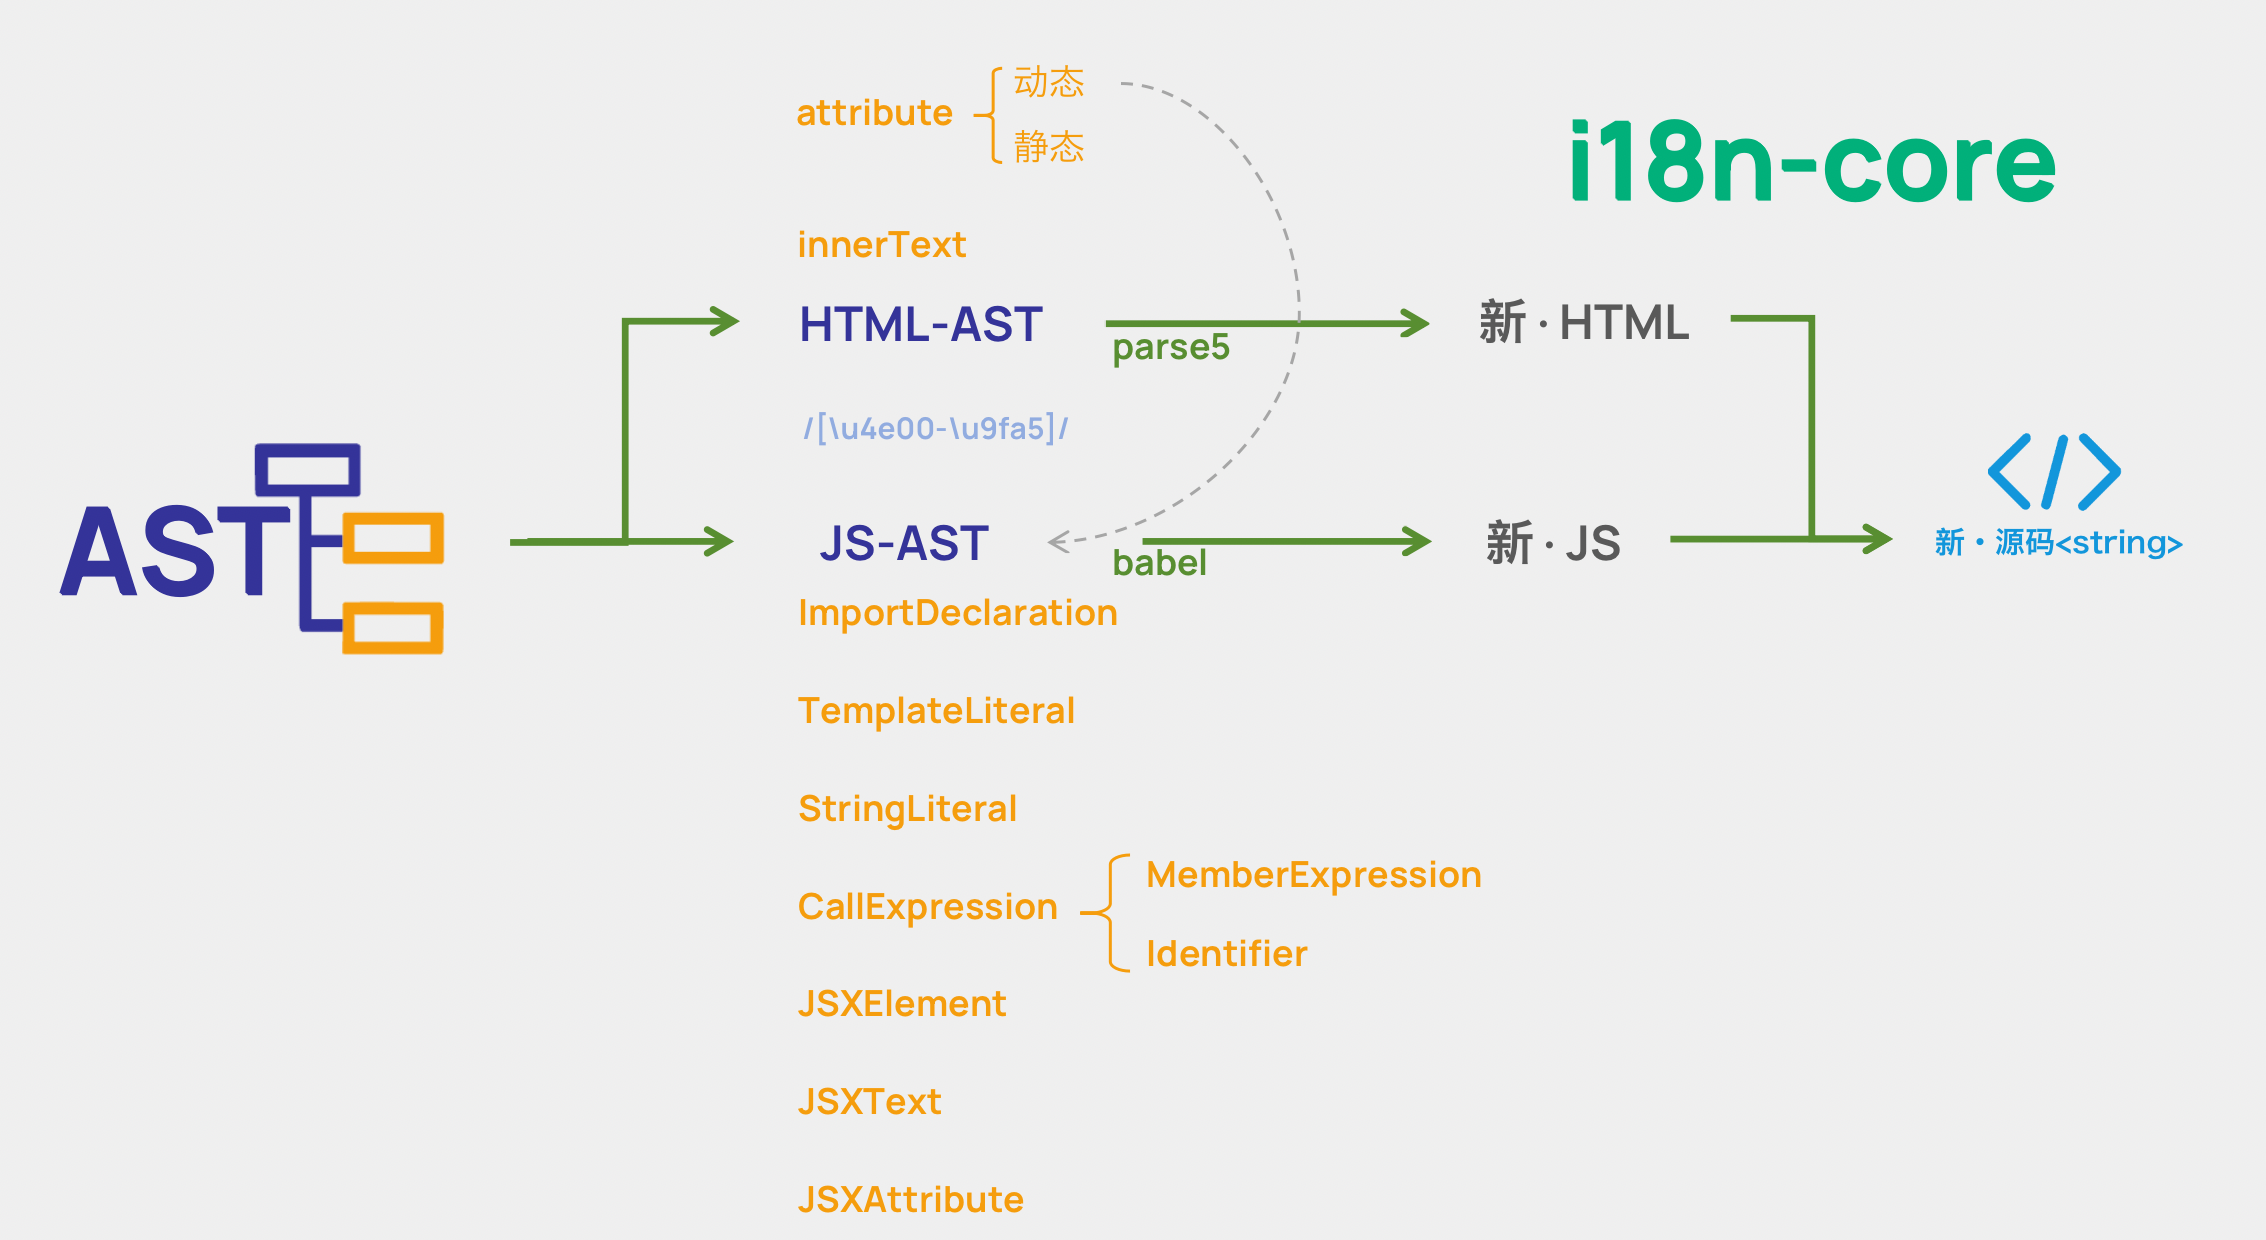 动态
attribute
静态
i18n-core
innerText
HTML-AST
parse5
新·HTML
/[\u4e00-\u9fa5]/
AST
JS-AST
babel
新·JS
新·源码<string>
ImportDeclaration
TemplateLiteral
StringLiteral
CallExpression
MemberExpression
Identifier
JSXElement
JSXText
JSXAttribute